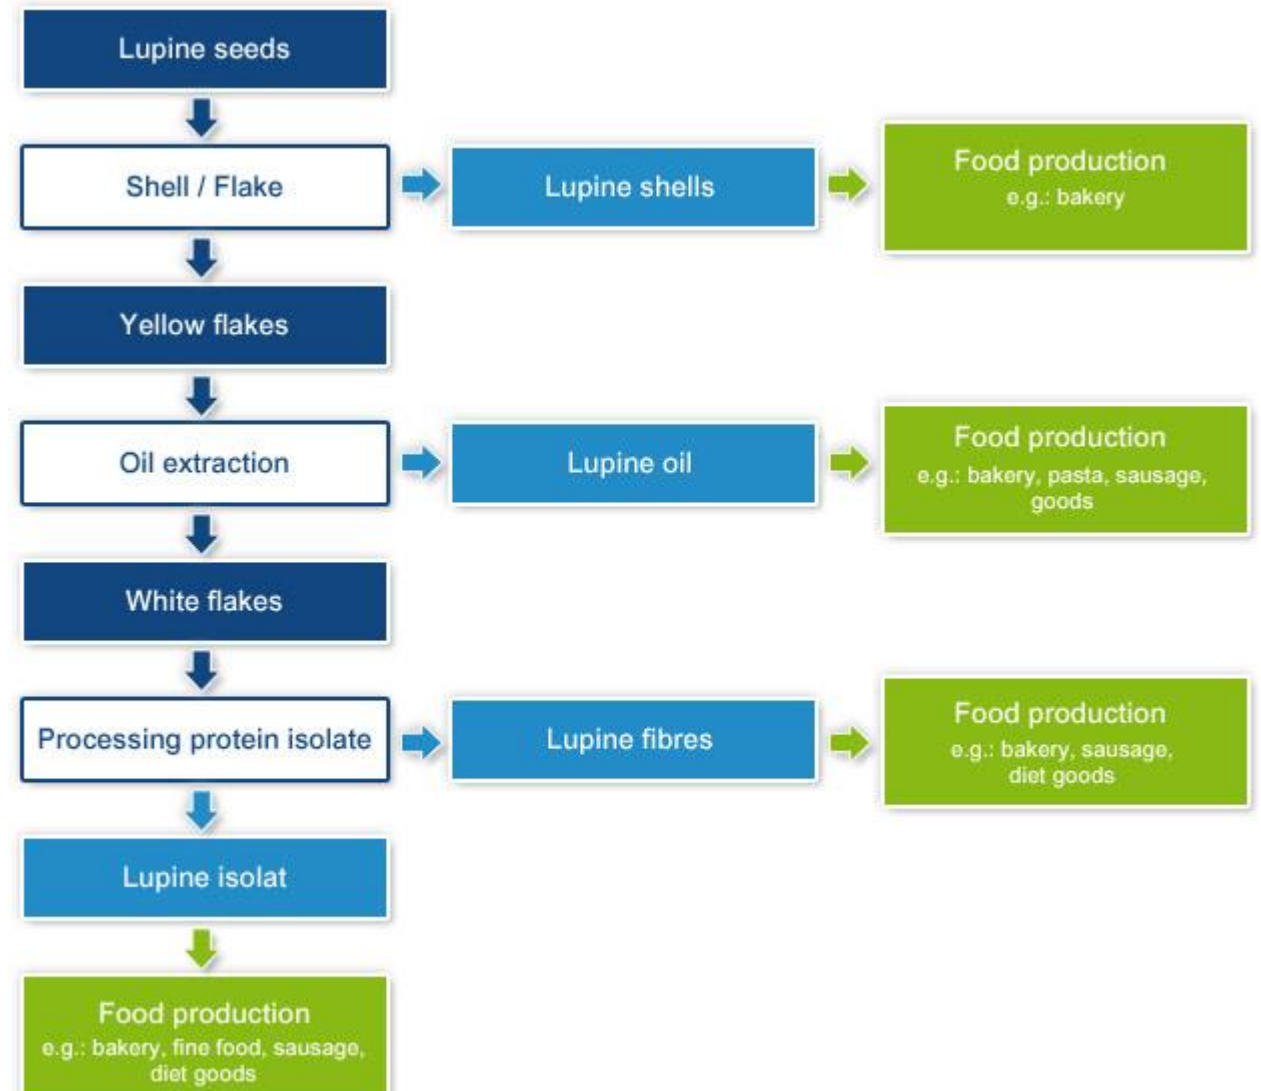 Lupine seeds
Shell / Flake
Lupine shells
Food production
e.g.: bakery
Yellow flakes
Oil extraction
Lupine oil
Food production
e.g.: bakery, pasta, sausage,
goods
White flakes
Processing protein isolate
Lupine fibres
Food production
e.g.: bakery, sausage,
diet goods
Lupine isolat
Food production
e.g.: bakery, fine food, sausage,
diet goods